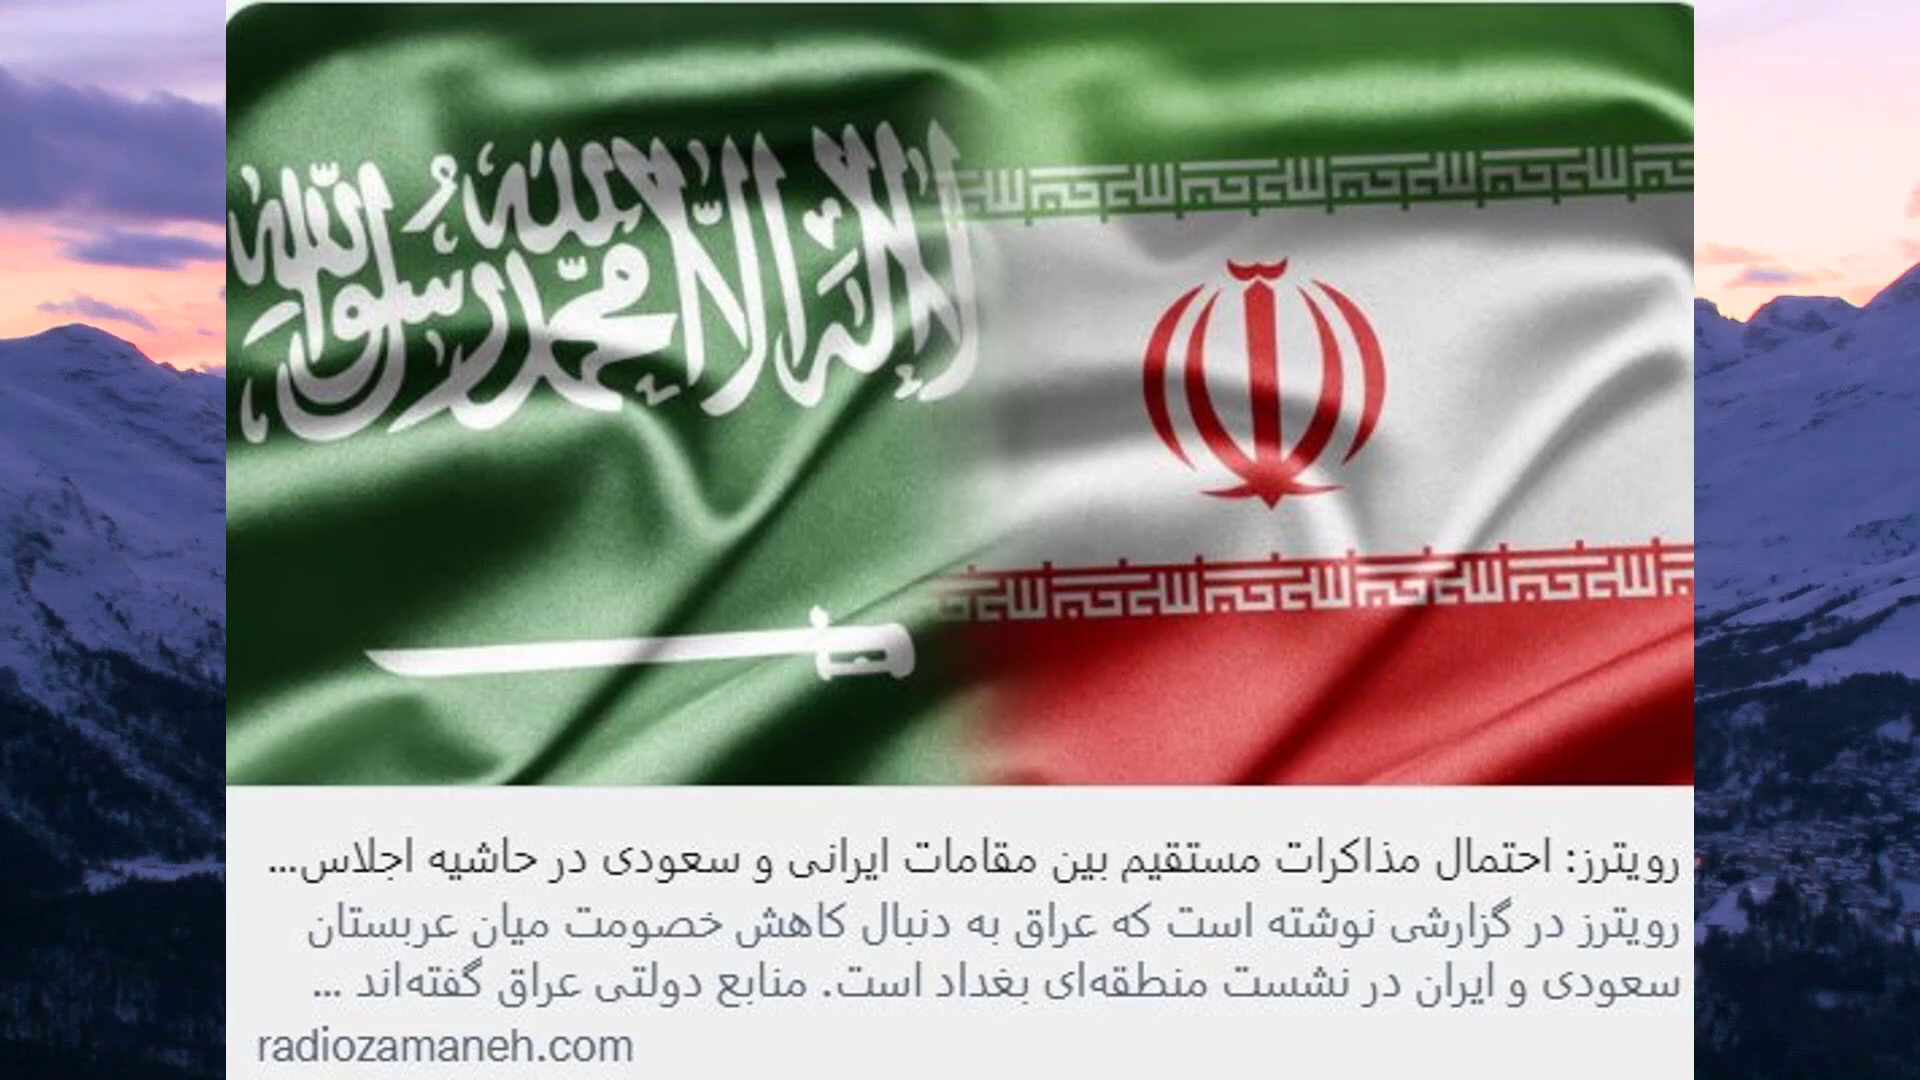 لا إله إلا الله محمد رسول الله
رویترز: احتمال مذاکرات مستقیم بین مقامات ایرانی و سعودی در حاشیه اجلاس...
رویترز در گزارشی نوشته است که عراق به دنبال کاهش خصومت میان عربستان
سعودی و ایران در نشست منطقه‌ای بغداد است. منابع دولتی عراق گفته‌اند ...
radiozamaneh.com